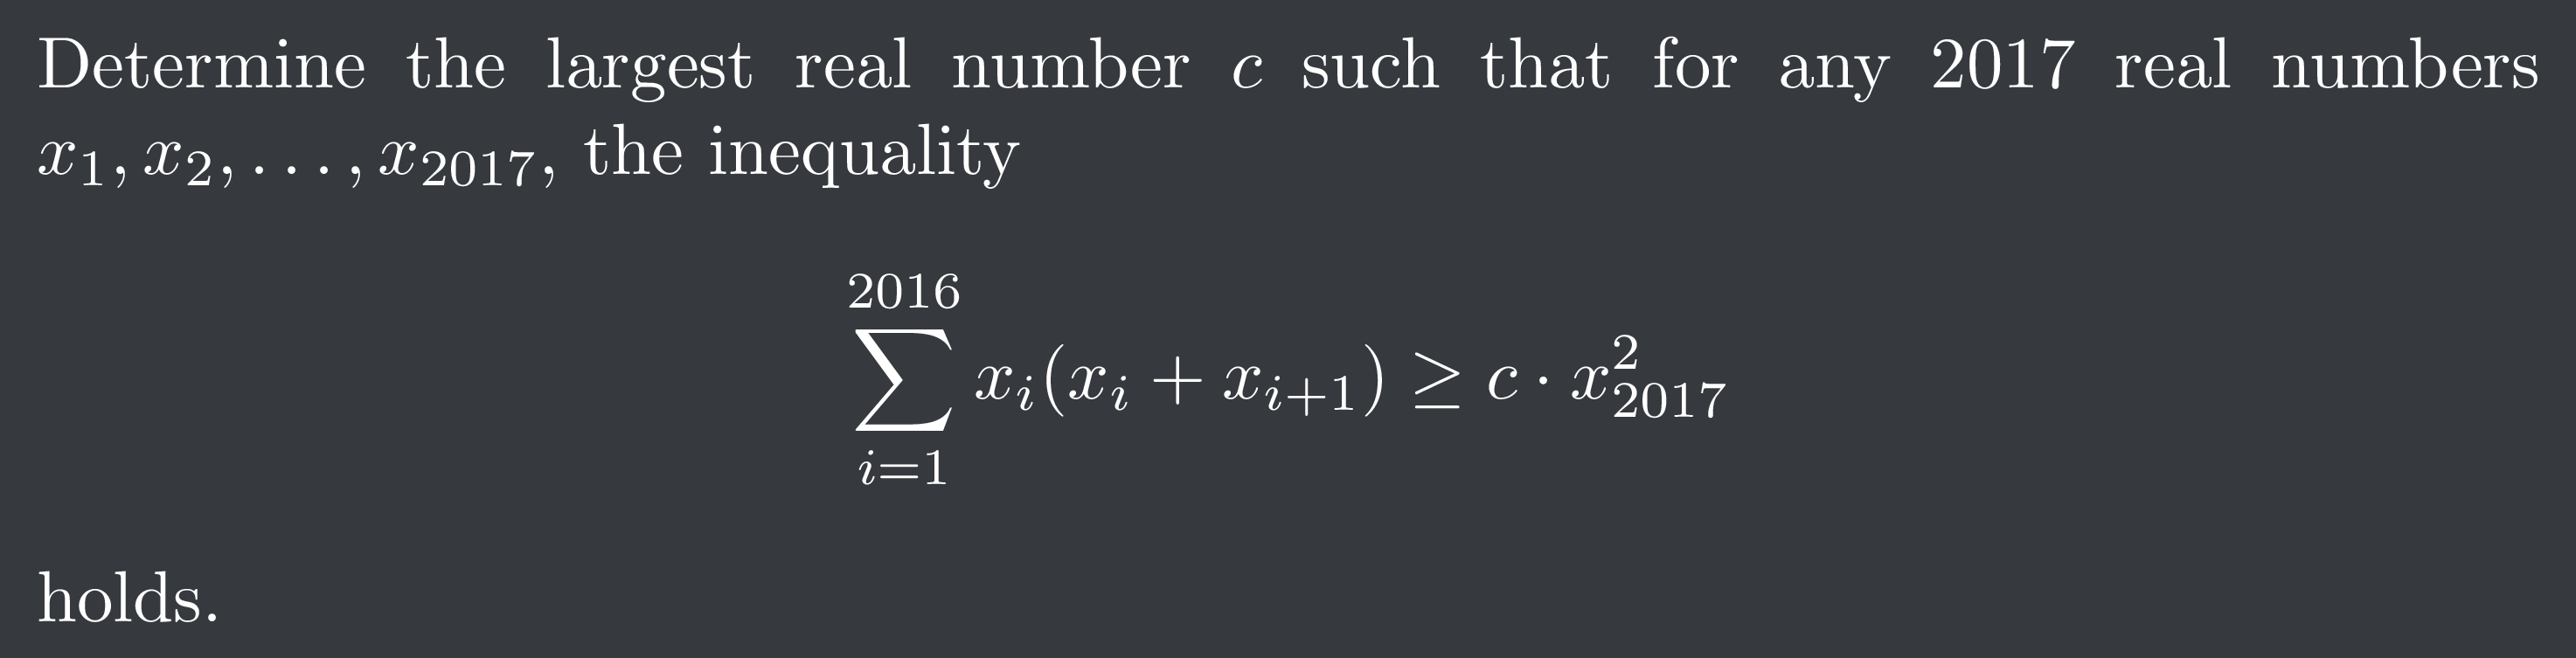 Determine the largest real number c such that for any 2017 real numbers
x_1, x_2, . . . , x_{2017}, the inequality
\sum_{i=1}^{2016} x_i(x_i + x_{i+1}) \geq c \cdot x_{2017}^2
holds.